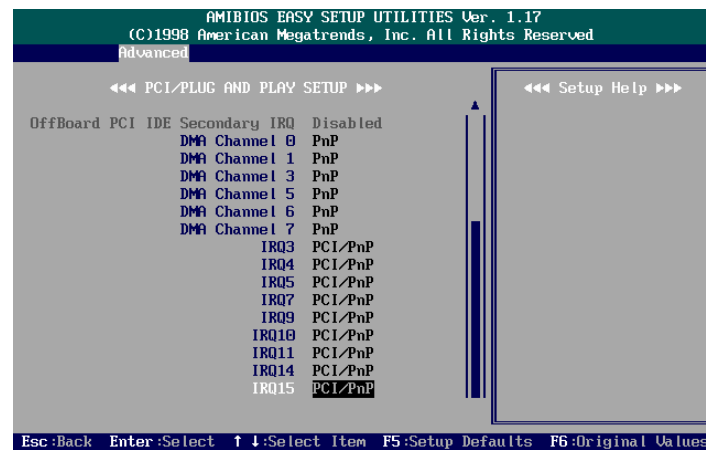 AMIBIOS EASY SETUP UTILITIES Ver. 1.17
(C)1998 American Megatrends, Inc. All Rights Reserved
Advanced
◄◄◄ PCI/PLUG AND PLAY SETUP ►►►
◄◄◄ Setup Help ►►►
OffBoard PCI IDE Secondary IRQ Disabled
DMA Channel 0 PnP
DMA Channel 1 PnP
DMA Channel 3 PnP
DMA Channel 5 PnP
DMA Channel 6 PnP
DMA Channel 7 PnP
IRQ3 PCI/PnP
IRQ4 PCI/PnP
IRQ5 PCI/PnP
IRQ7 PCI/PnP
IRQ9 PCI/PnP
IRQ10 PCI/PnP
IRQ11 PCI/PnP
IRQ14 PCI/PnP
IRQ15 PCI/PnP
Esc:Back Enter:Select ↑ ↓:Select Item F5:Setup Defaults F6:Original Values